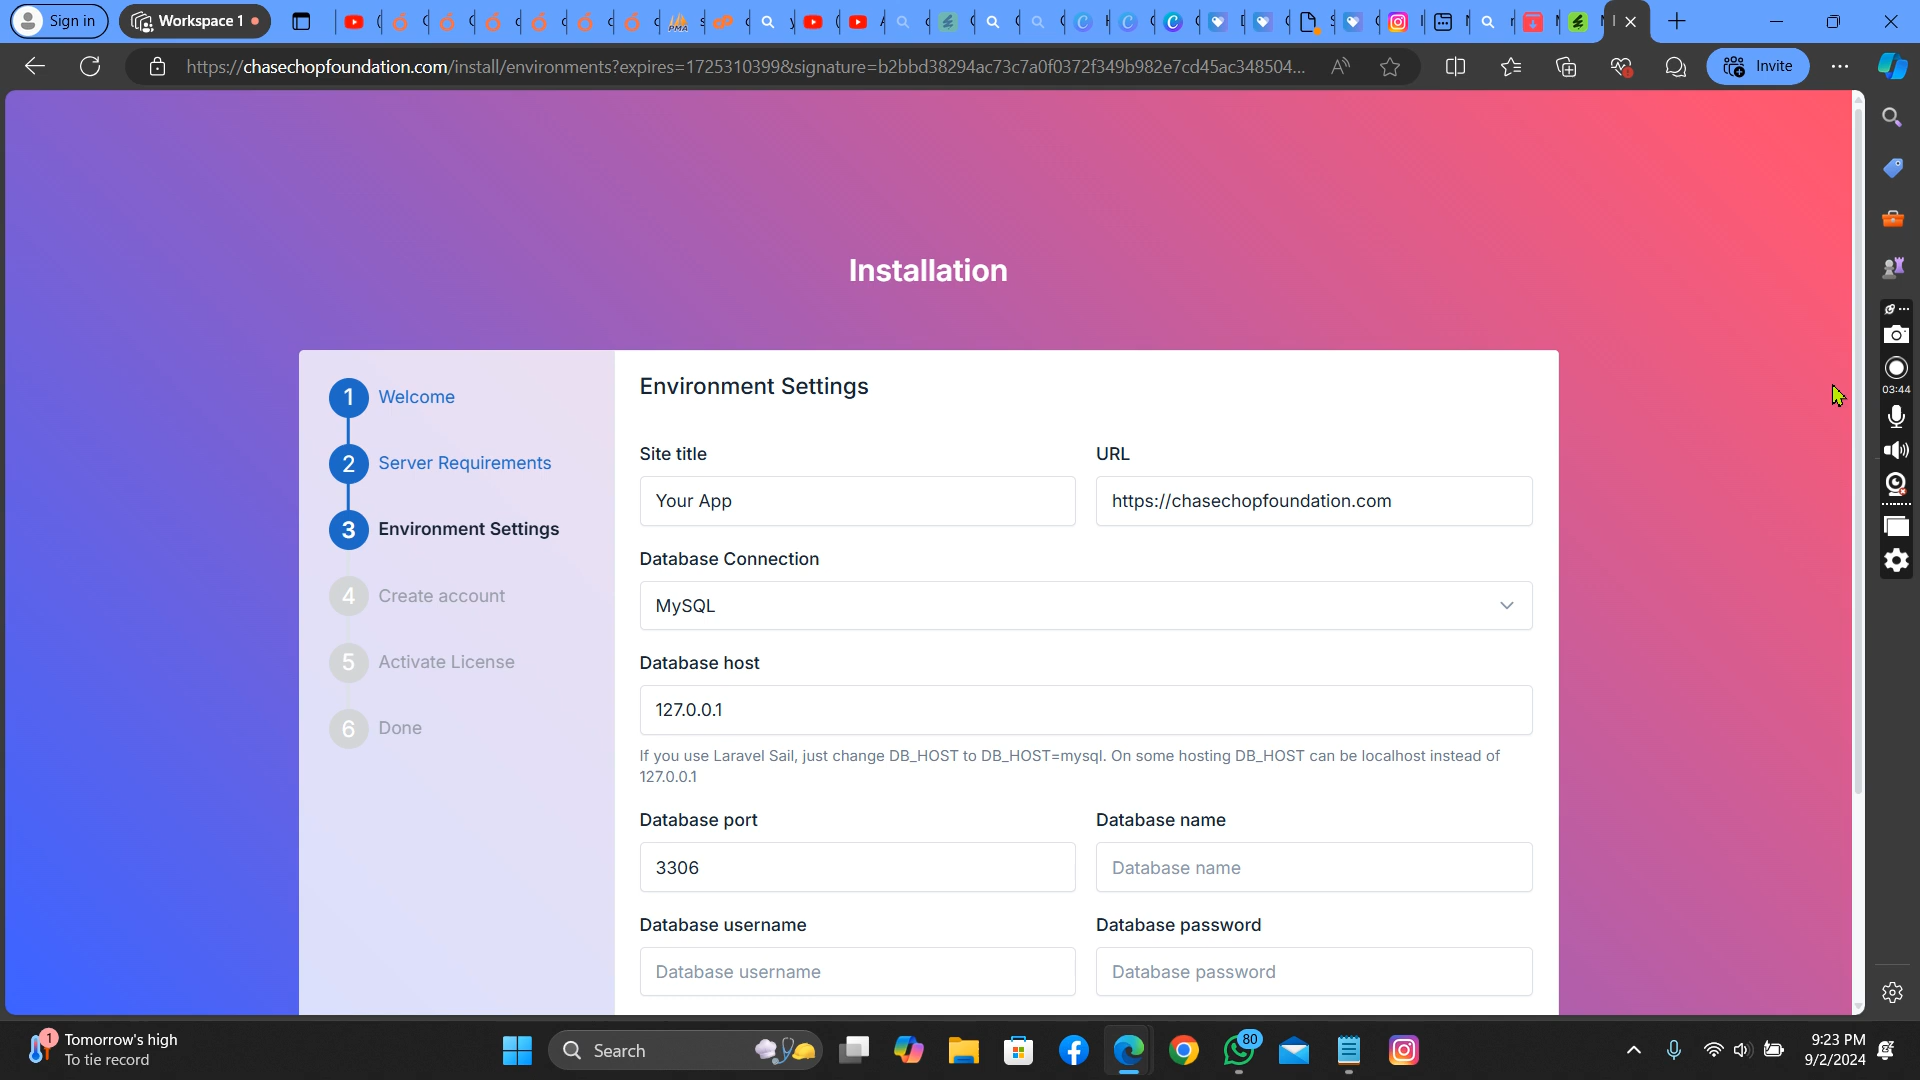 Sign in
Workspace 1
https://chasechopfoundation.com/install/environments?expires=1725310399&signature=b2bbd38294ac73c7a0f0372f349b982e7cd45ac348504...
Invite
Installation
1 Welcome
2 Server Requirements
3 Environment Settings
4 Create account
5 Activate License
6 Done
Environment Settings
Site title
URL
Your App
https://chasechopfoundation.com
Database Connection
MySQL
Database host
127.0.0.1
If you use Laravel Sail, just change DB_HOST to DB_HOST=mysql. On some hosting DB_HOST can be localhost instead of
127.0.0.1
Database port
Database name
3306
Database name
Database username
Database password
Database username
Database password
03:44
1
Tomorrow's high
To tie record
Search
80
9:23 PM
9/2/2024